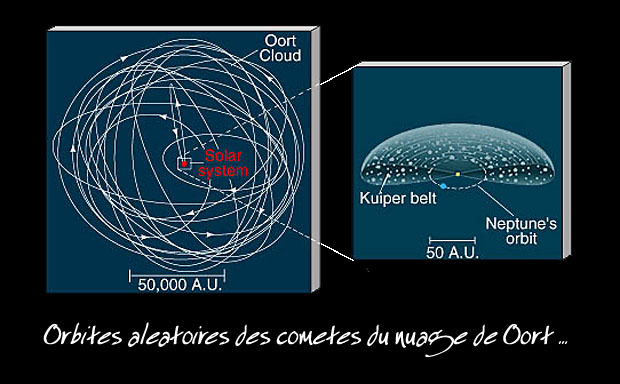 Oort
Cloud
Solar
system
50,000 A.U.
Kuiper belt
Neptune's
orbit
50 A.U.
Orbites aleatoires des cometes du nuage de Oort ...